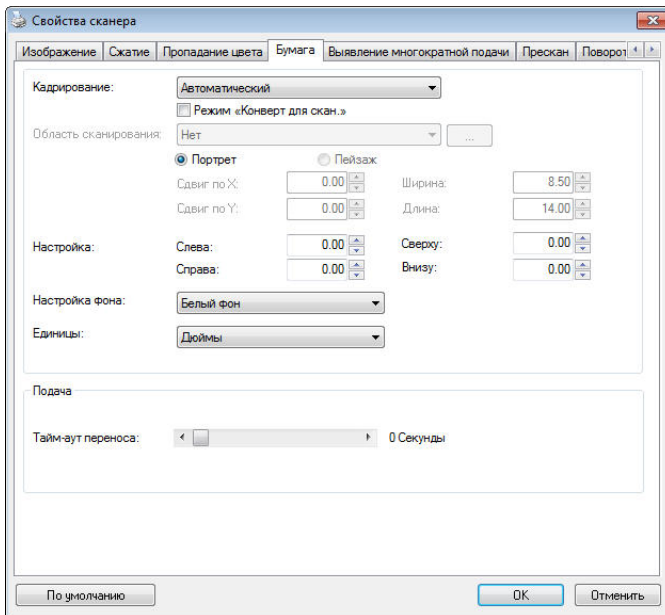 Свойства сканера
Изображение Сжатие Пропадание цвета Бумага Выявление многократной подачи Прескан Поворот
Кадрирование: Автоматический
Режим «Конверт для скан.»
Область сканирования: Нет ...
Портрет Пейзаж
Сдвиг по X: 0.00 Ширина: 8.50
Сдвиг по Y: 0.00 Длина: 14.00
Настройка: Слева: 0.00 Сверху: 0.00
Справа: 0.00 Внизу: 0.00
Настройка фона: Белый фон
Единицы: Дюймы
Подача
Тайм-аут переноса: 0 Секунды
По умолчанию OK Отменить